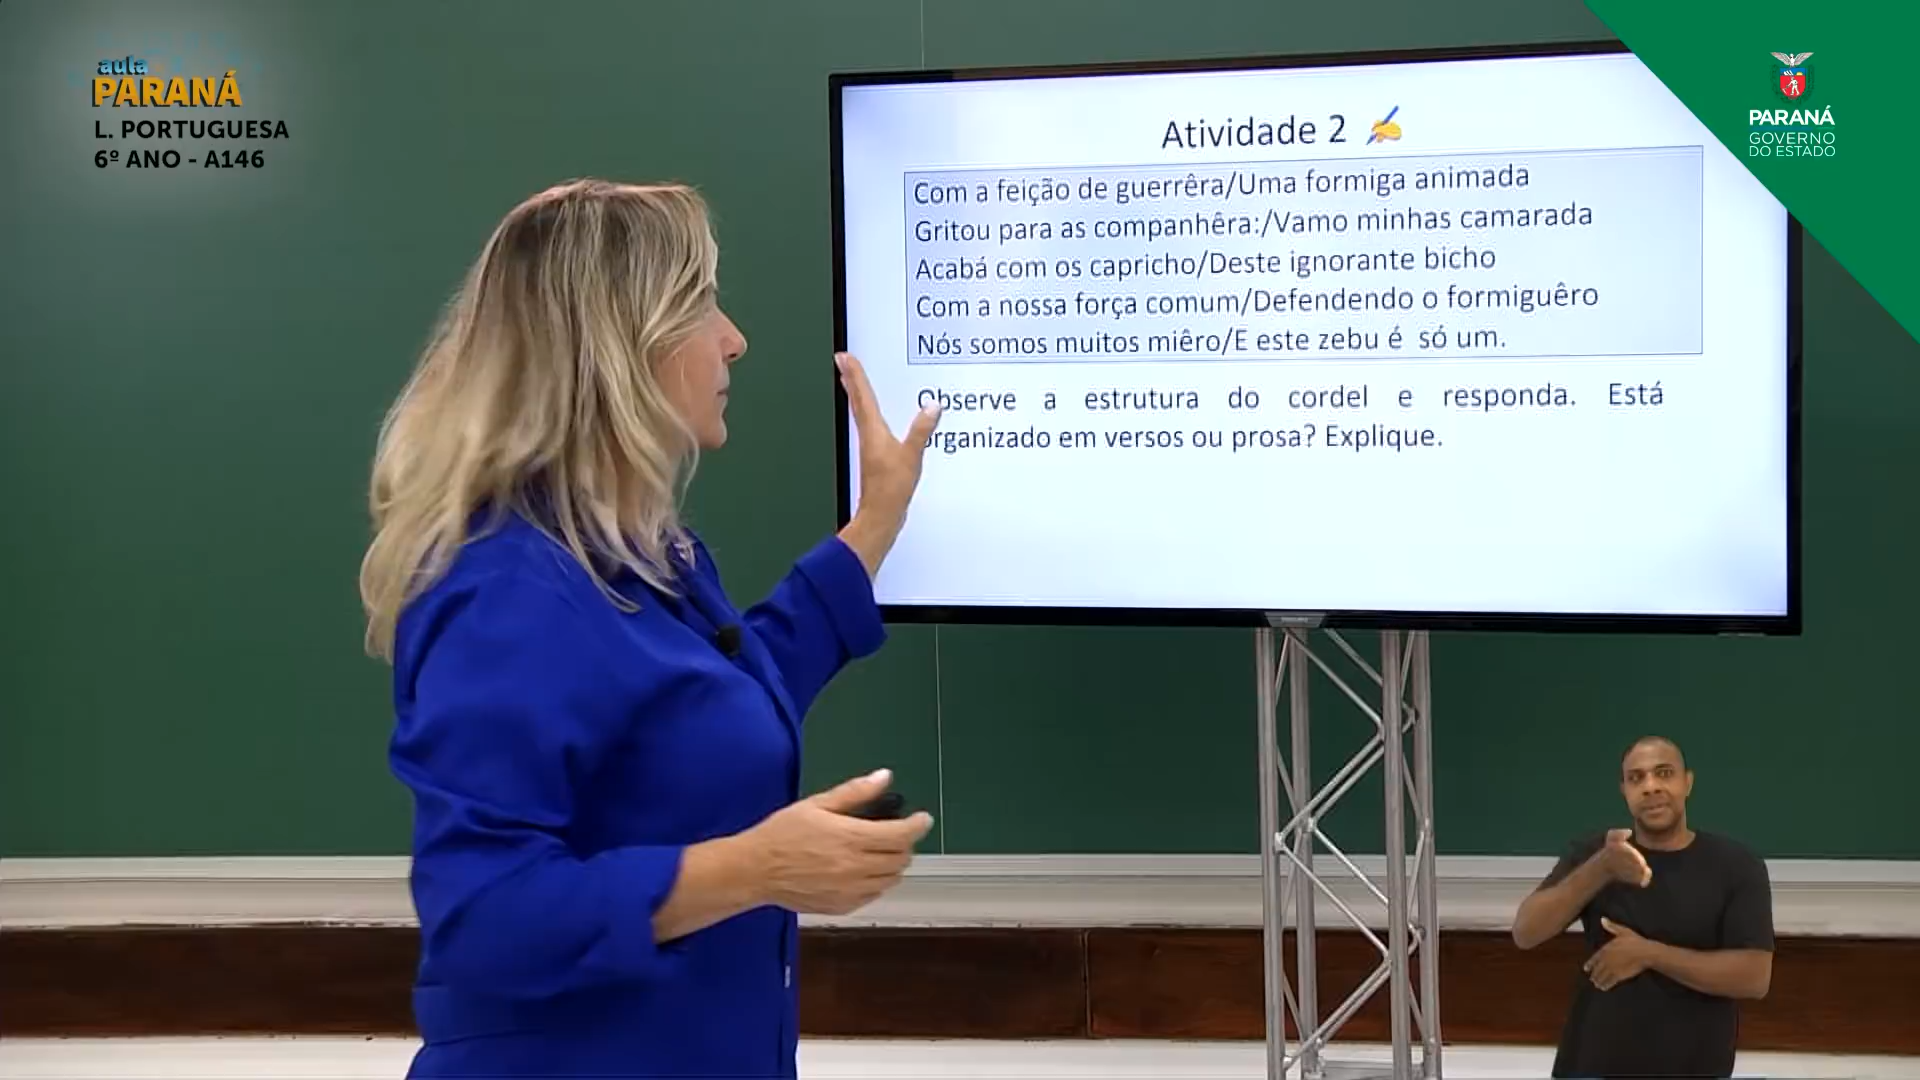 aula
PARANÁ
L. PORTUGUESA
6º ANO - A146
PARANÁ
GOVERNO
DO ESTADO
Atividade 2
Com a feição de guerrêra/Uma formiga animada
Gritou para as companhêra:/Vamo minhas camarada
Acabá com os capricho/Deste ignorante bicho
Com a nossa força comum/Defendendo o formiguêro
Nós somos muitos miêro/E este zebu é só um.
Observe a estrutura do cordel e responda. Está
organizado em versos ou prosa? Explique.